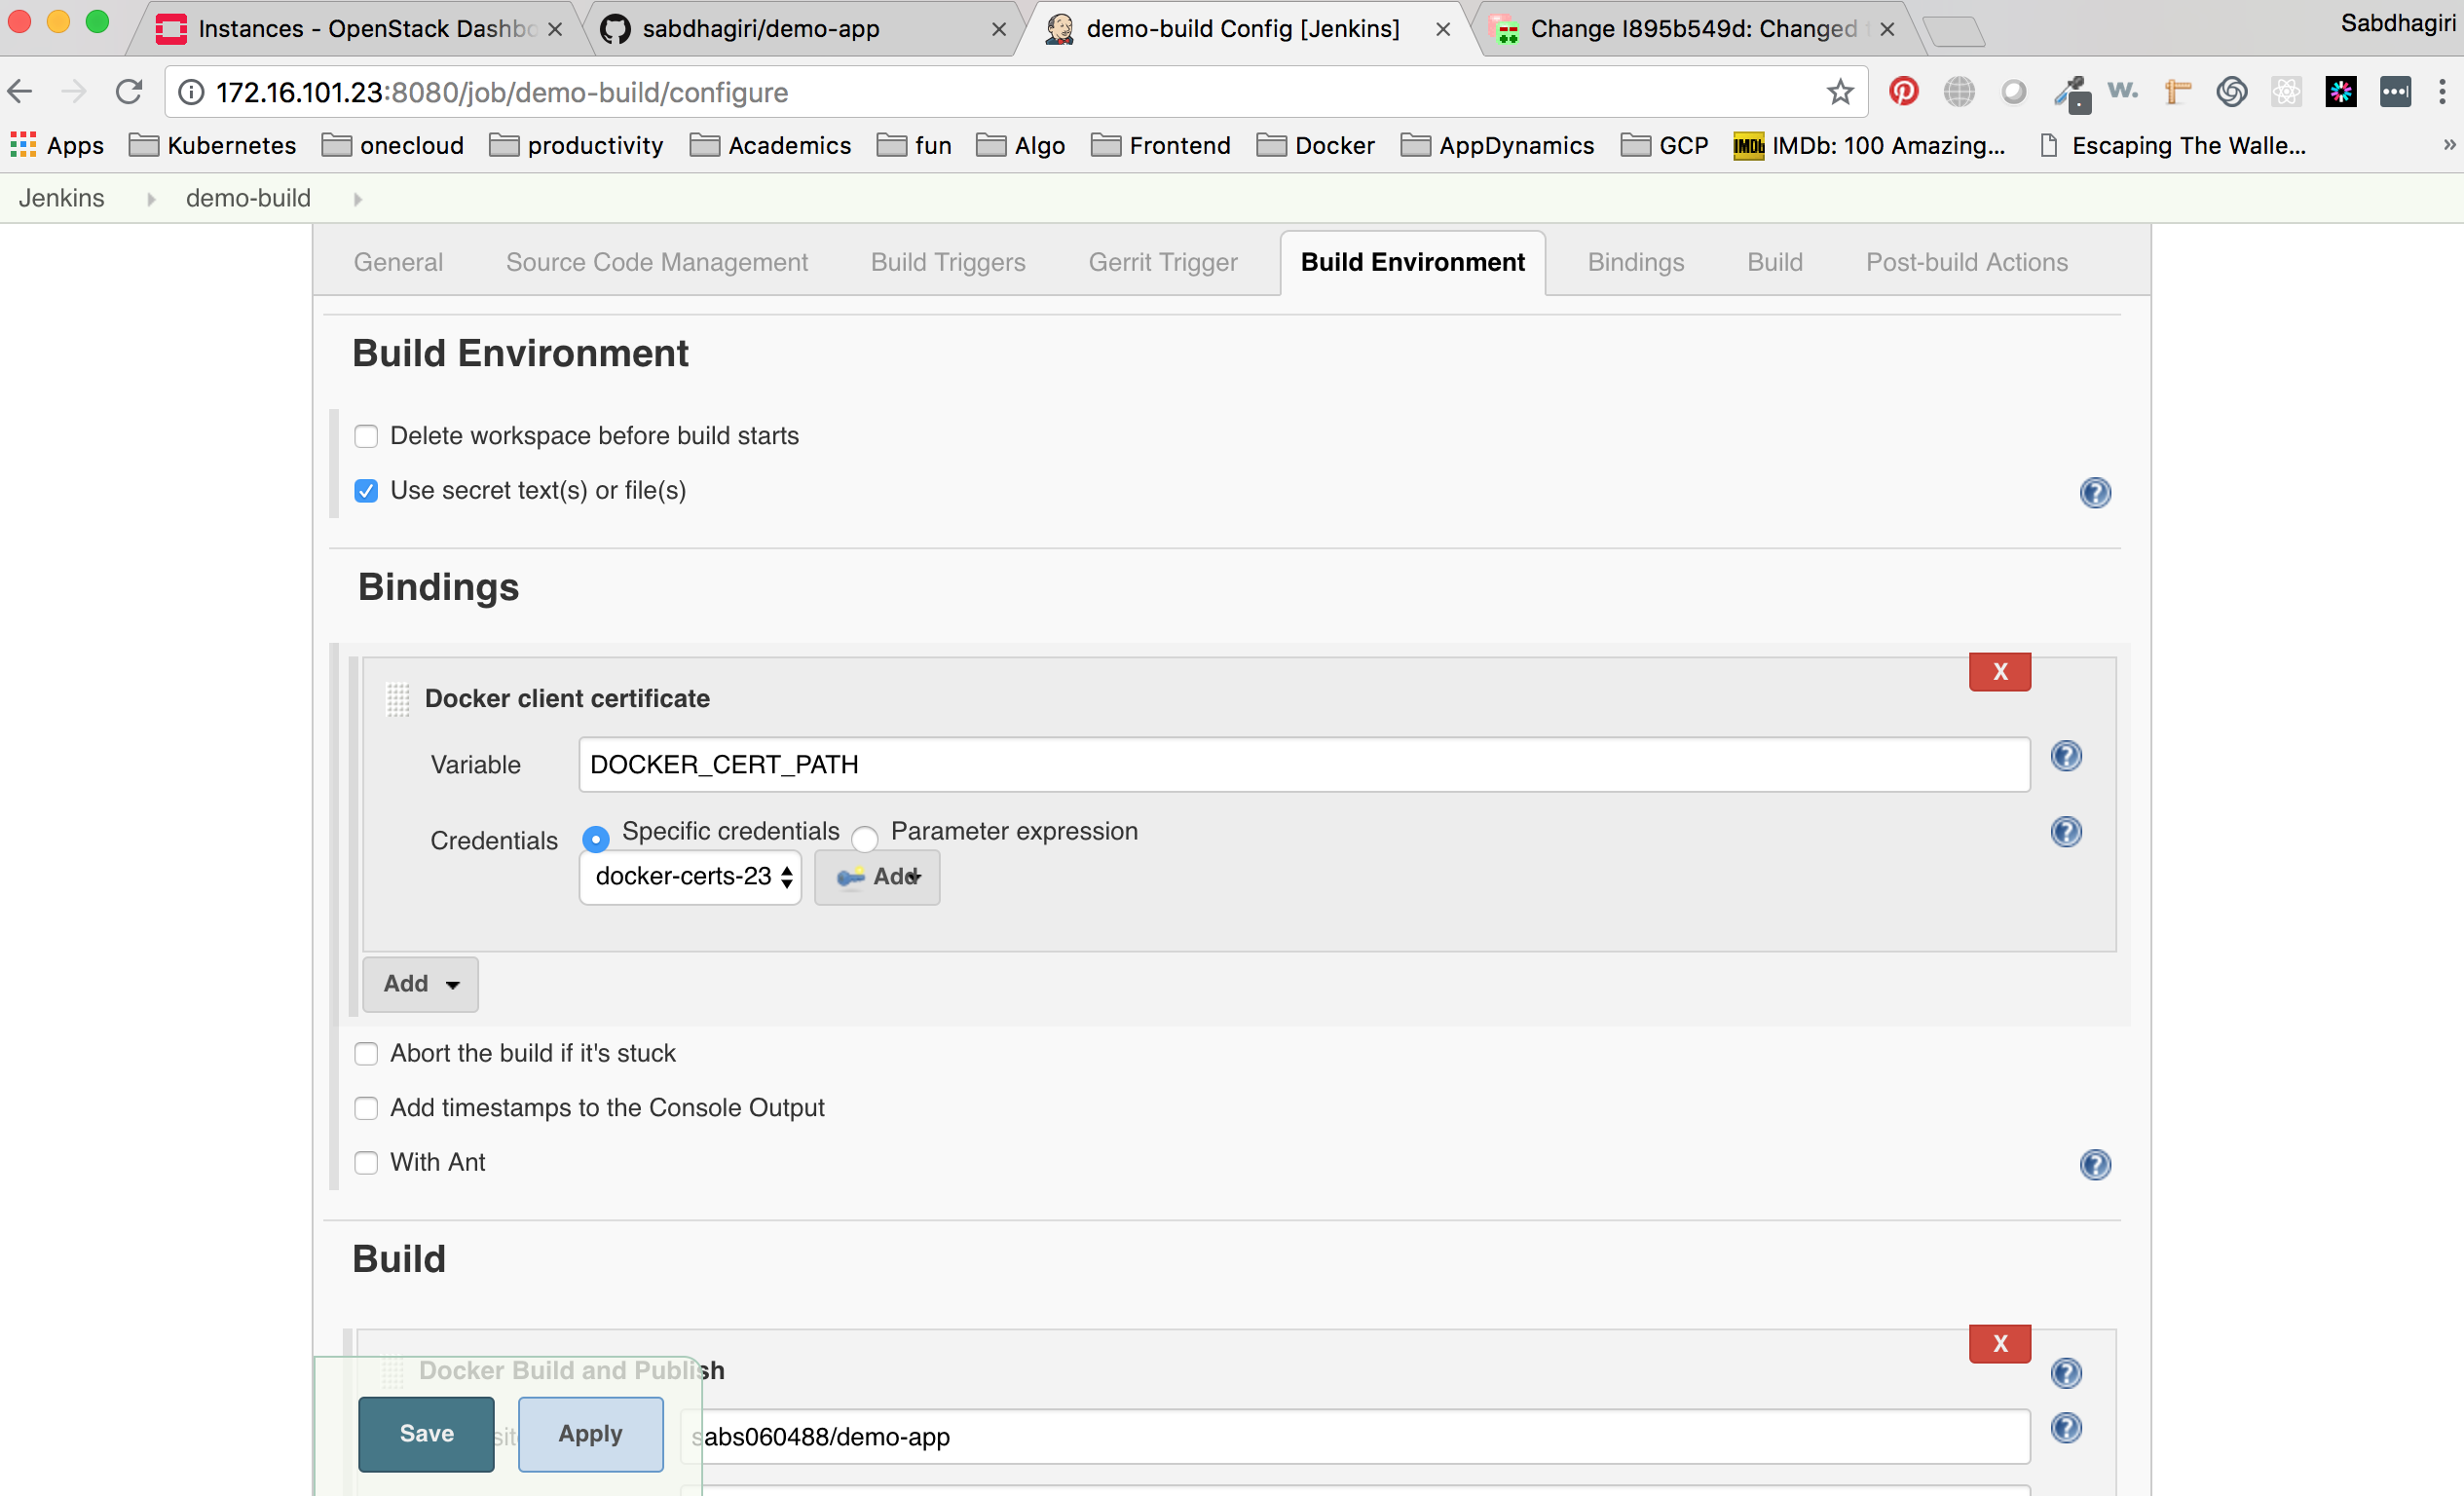 Instances - OpenStack Dashbo
sabdhagiri/demo-app
demo-build Config [Jenkins]
Change I895b549d: Changed
Sabdhagiri
172.16.101.23:8080/job/demo-build/configure
w.
Apps
Kubernetes
onecloud
productivity
Academics
fun
Algo
Frontend
Docker
AppDynamics
GCP
IMDb
IMDb: 100 Amazing...
Escaping The Walle...
»
Jenkins
demo-build
General
Source Code Management
Build Triggers
Gerrit Trigger
Build Environment
Bindings
Build
Post-build Actions
Build Environment
Delete workspace before build starts
Use secret text(s) or file(s)
Bindings
X
Docker client certificate
Variable
DOCKER_CERT_PATH
Credentials
Specific credentials
Parameter expression
docker-certs-23
Add
Add
Abort the build if it's stuck
Add timestamps to the Console Output
With Ant
Build
X
Docker Build and Publish
Save
Apply
sabs060488/demo-app